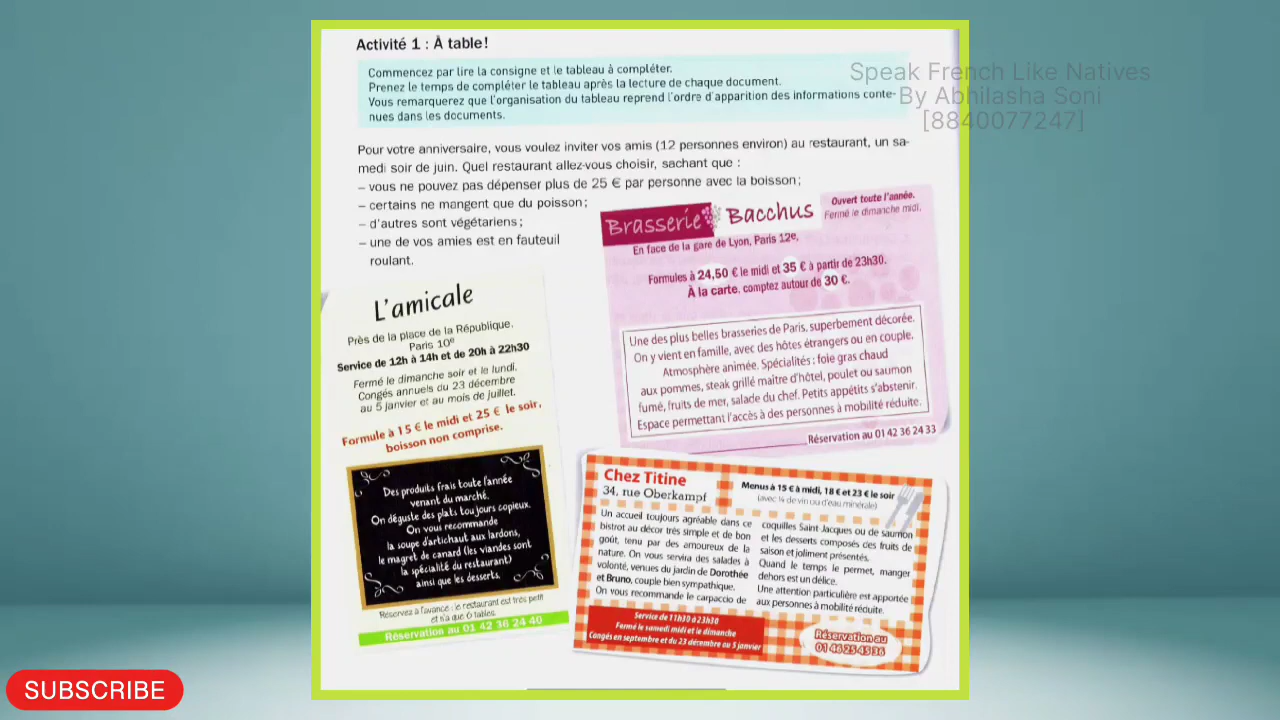 Activité 1 : À table !
Commencez par lire la consigne et le tableau à compléter.
Prenez le temps de compléter le tableau après la lecture de chaque document.
Vous remarquerez que l'organisation du tableau reprend l'ordre d'apparition des informations conte-
nues dans les documents.
Speak French Like Natives
By Abhilasha Soni
[8840077247]
Pour votre anniversaire, vous voulez inviter vos amis (12 personnes environ) au restaurant, un sa-
medi soir de juin. Quel restaurant allez-vous choisir, sachant que :
– vous ne pouvez pas dépenser plus de 25 € par personne avec la boisson ;
– certains ne mangent que du poisson ;
– d'autres sont végétariens ;
– une de vos amies est en fauteuil
roulant.
Brasserie Bacchus
Ouvert toute l'année.
Fermé le dimanche midi.
En face de la gare de Lyon, Paris 12e.
Formules à 24,50 € le midi et 35 € à partir de 23h30.
À la carte, comptez autour de 30 €.
Une des plus belles brasseries de Paris, superbement décorée.
On y vient en famille, avec des hôtes étrangers ou en couple.
Atmosphère animée. Spécialités : foie gras chaud
aux pommes, steak grillé maître d'hôtel, poulet ou saumon
fumé, fruits de mer, salade du chef. Petits appétits s'abstenir.
Espace permettant l'accès à des personnes à mobilité réduite.
Réservation au 01 42 36 24 33
L'amicale
Près de la place de la République.
Paris 10e
Service de 12h à 14h et de 20h à 22h30
Fermé le dimanche soir et le lundi.
Congés annuels du 23 décembre
au 5 janvier et au mois de juillet.
Formule à 15 € le midi et 25 € le soir,
boisson non comprise.
Des produits frais toute l'année
venant du marché.
On déguste des plats toujours copieux.
On vous recommande
la soupe d'artichaut aux lardons,
le magret de canard (les viandes sont
la spécialité du restaurant)
ainsi que les desserts.
Réservez à l'avance : le restaurant est très petit
et n'a que 6 tables.
Réservation au 01 42 36 24 40
Chez Titine
34, rue Oberkampf
Menus à 15 € à midi, 18 € et 23 € le soir
(avec ¼ de vin ou d'eau minérale)
Un accueil toujours agréable dans ce
bistrot au décor très simple et de bon
goût, tenu par des amoureux de la
nature. On vous servira des salades à
volonté, venues du jardin de Dorothée
et Bruno, couple bien sympathique.
On vous recommande le carpaccio de
coquilles Saint Jacques ou de saumon
et les desserts composés des fruits de
saison et joliment présentés.
Quand le temps le permet, manger
dehors est un délice.
Une attention particulière est apportée
aux personnes à mobilité réduite.
Service de 11h30 à 23h30
Fermé le samedi midi et le dimanche
Congés en septembre et du 23 décembre au 5 janvier
Réservation au
01 46 25 45 36
SUBSCRIBE